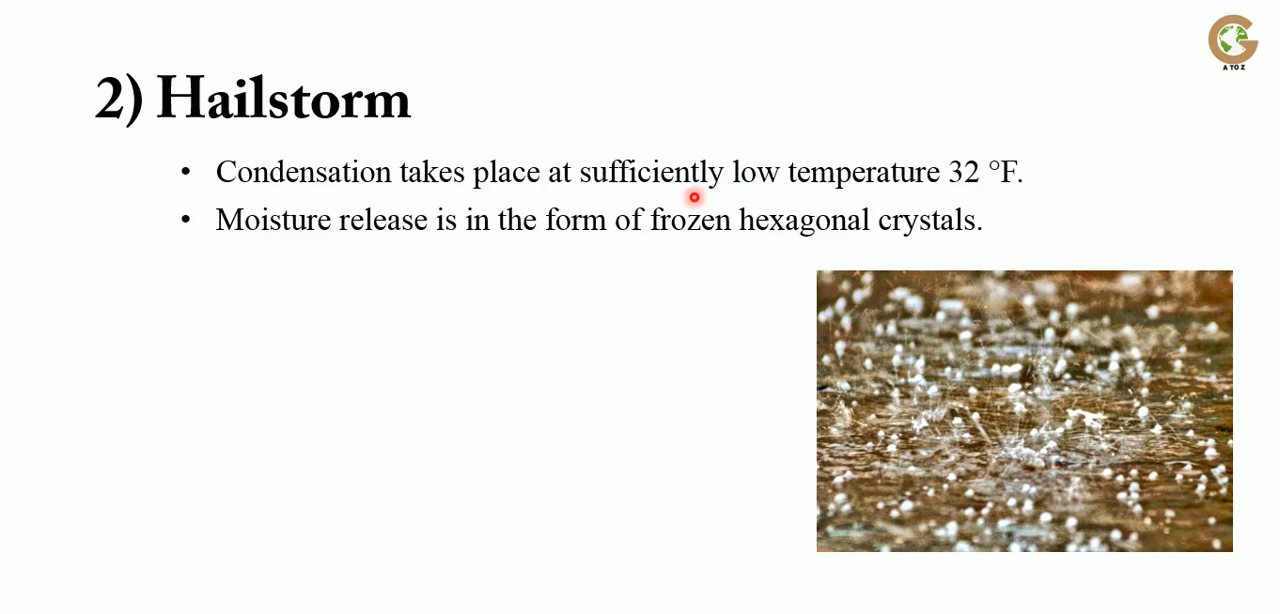 A TO Z
2) Hailstorm
• Condensation takes place at sufficiently low temperature 32 °F.
• Moisture release is in the form of frozen hexagonal crystals.